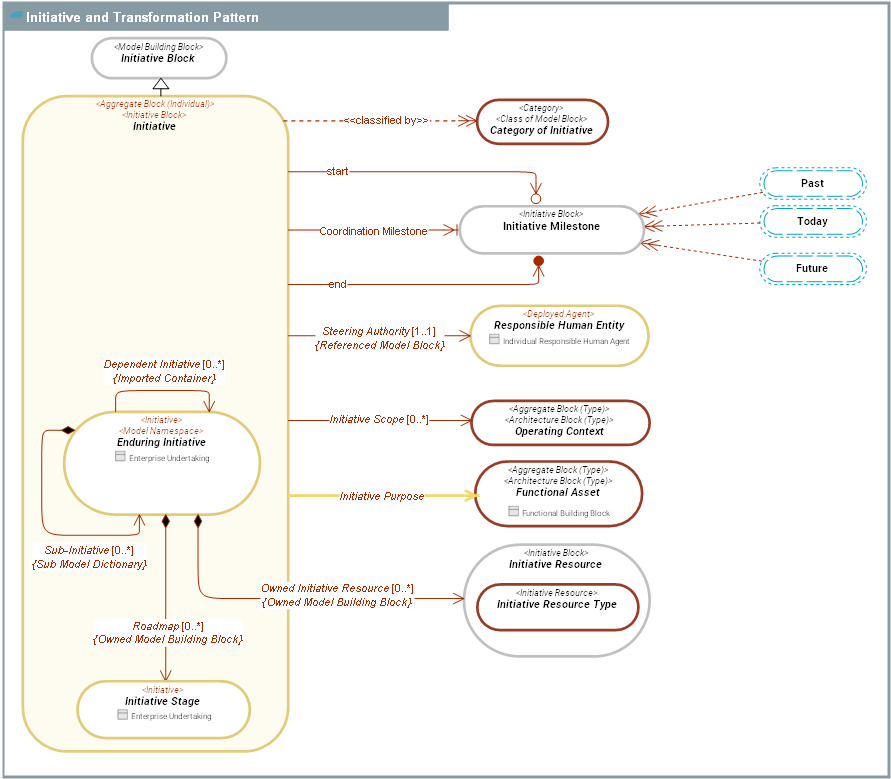 Initiative and Transformation Pattern
<Model Building Block>
Initiative Block
<Aggregate Block (Individual)>
<Initiative Block>
Initiative
<<classified by>>
<Category>
<Class of Model Block>
Category of Initiative
start
Coordination Milestone
end
<Initiative Block>
Initiative Milestone
Past
Today
Future
Steering Authority [1..1]
{Referenced Model Block}
<Deployed Agent>
Responsible Human Entity
Individual Responsible Human Agent
Dependent Initiative [0..*]
{Imported Container}
<Initiative>
<Model Namespace>
Enduring Initiative
Enterprise Undertaking
Initiative Scope [0..*]
<Aggregate Block (Type)>
<Architecture Block (Type)>
Operating Context
Initiative Purpose
<Aggregate Block (Type)>
<Architecture Block (Type)>
Functional Asset
Functional Building Block
Sub-Initiative [0..*]
{Sub Model Dictionary}
Owned Initiative Resource [0..*]
{Owned Model Building Block}
<Initiative Block>
Initiative Resource
<Initiative Resource>
Initiative Resource Type
Roadmap [0..*]
{Owned Model Building Block}
<Initiative>
Initiative Stage
Enterprise Undertaking